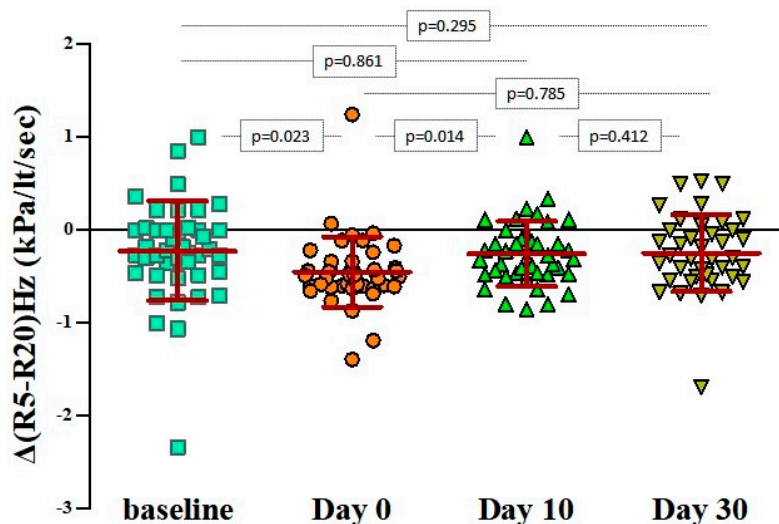 p=0.295
2
p=0.861
p=0.785
1
p=0.023
p=0.014
p=0.412
0
Δ(R5-R20)Hz (kPa/lt/sec)
-1
-2
-3
baseline Day 0 Day 10 Day 30